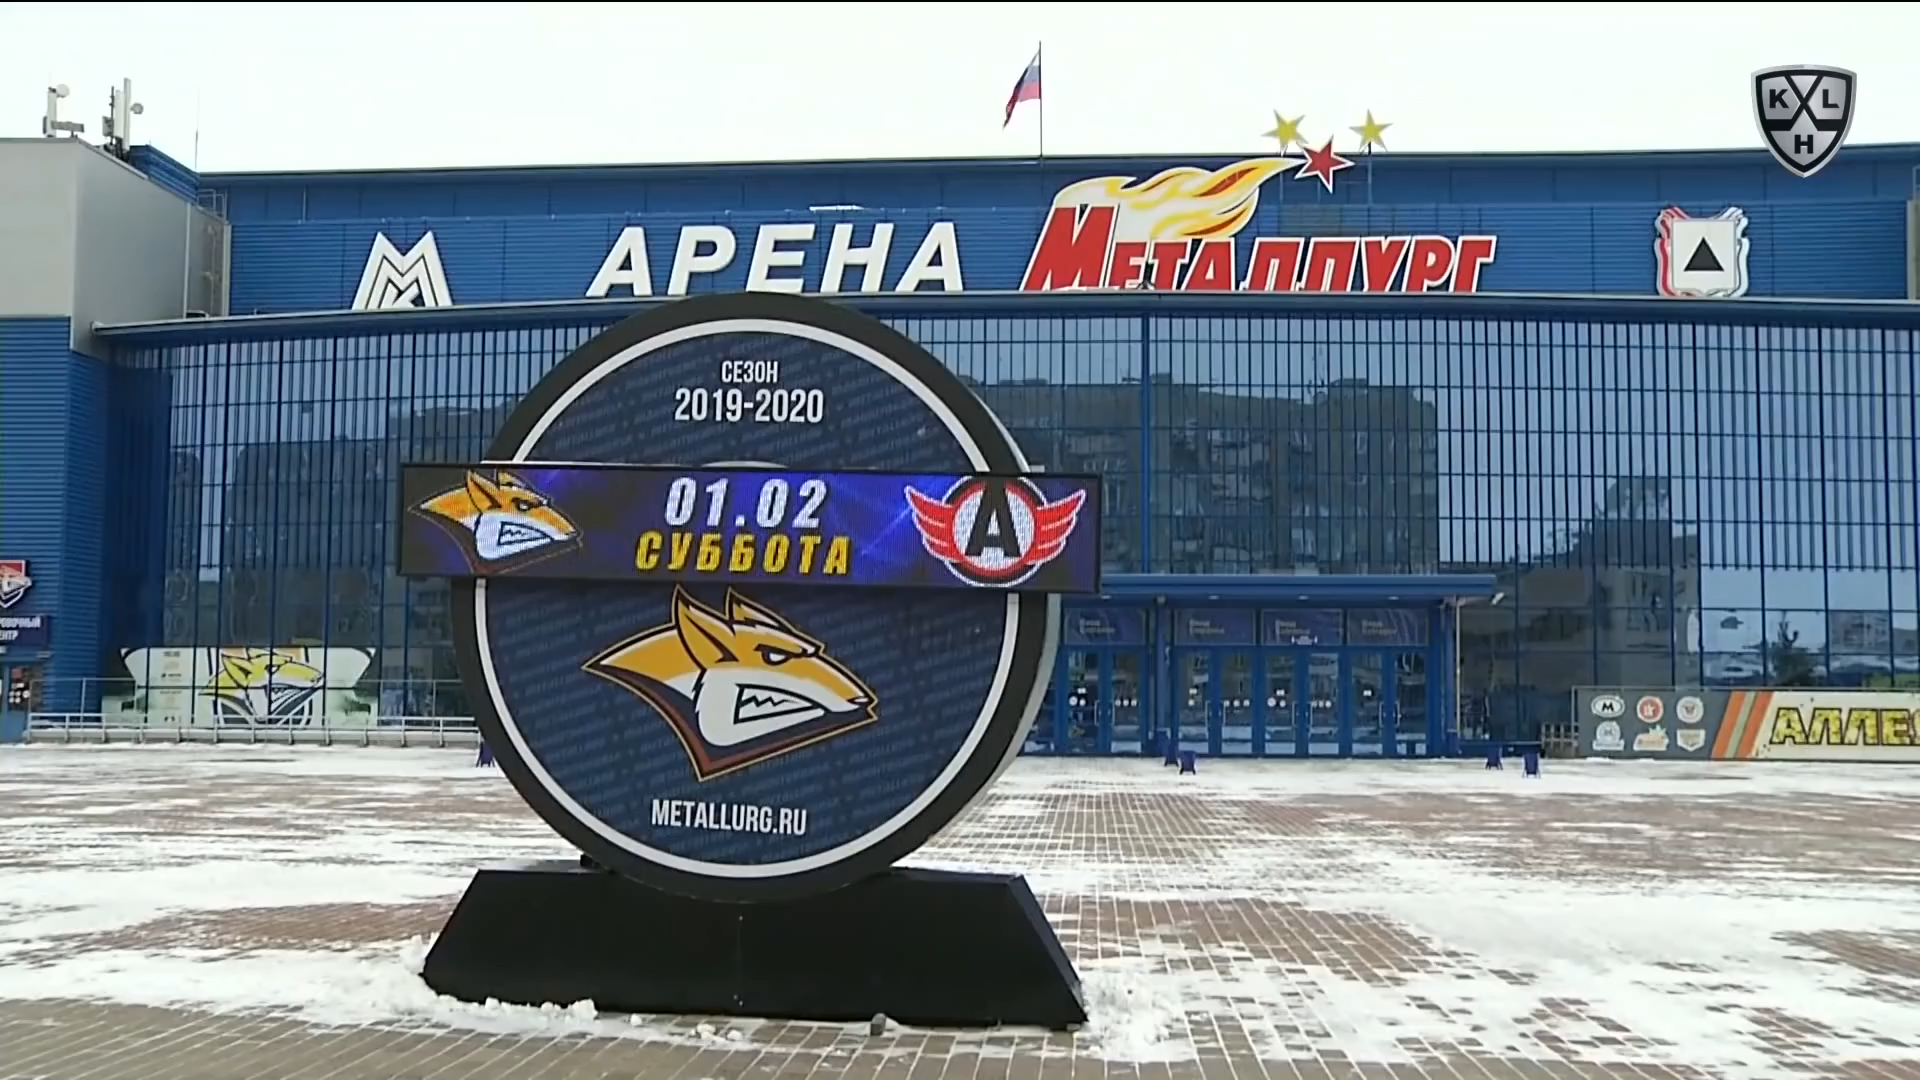 KHL
АРЕНА МЕТАЛЛУРГ
СЕЗОН
2019-2020
01.02
СУББОТА
А
METALLURG.RU
М